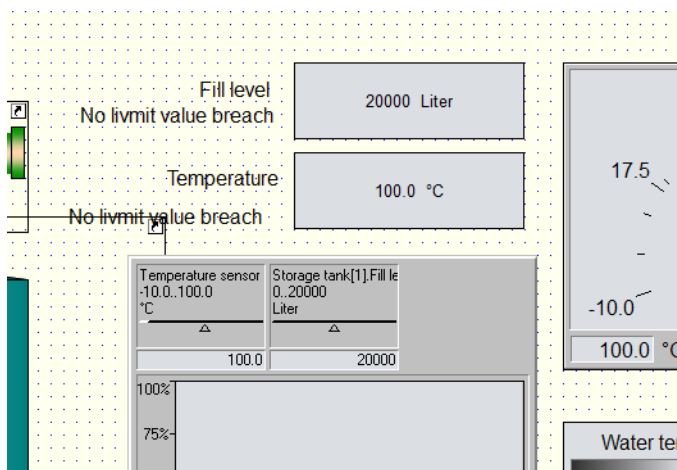 Fill level
No livmit value breach
20000 Liter
Temperature
No livmit value breach
100.0 °C
17.5
-10.0
100.0 °C
Temperature sensor
-10.0..100.0
°C
100.0
Storage tank[1].Fill le
0..20000
Liter
20000
100%
75%
Water te